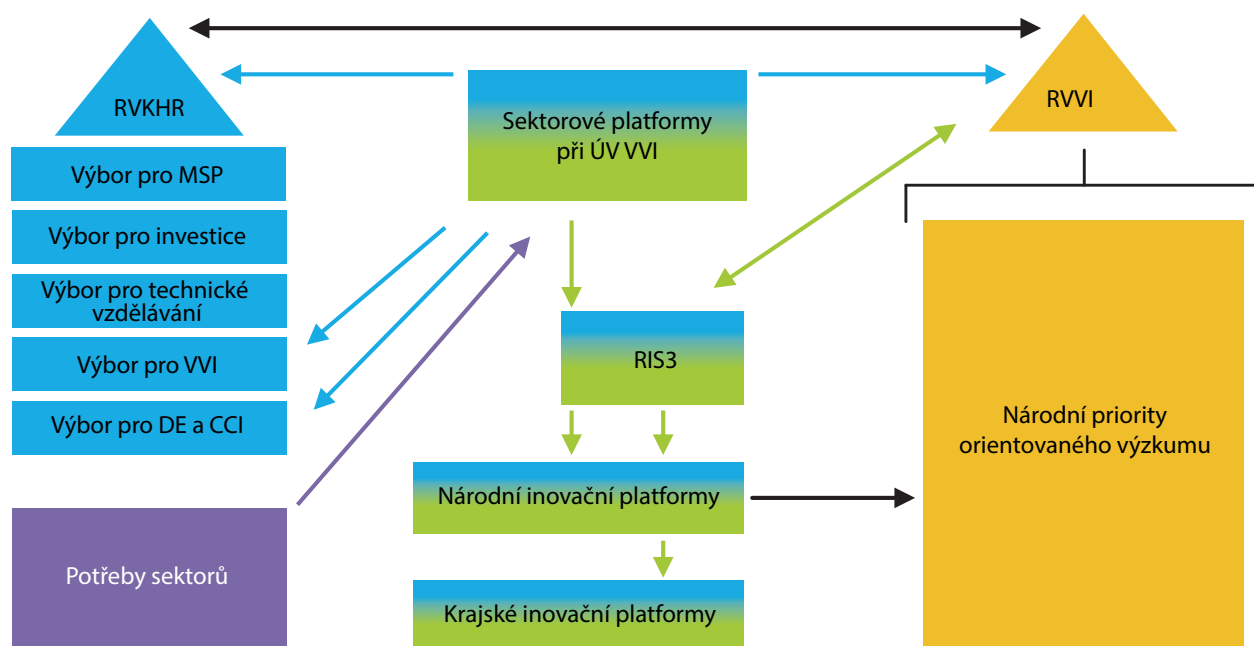 RVKHR
Výbor pro MSP
Výbor pro investice
Výbor pro technické
vzdělávání
Výbor pro VVI
Výbor pro DE a CCI
Potřeby sektorů
Sektorové platformy
při ÚV VVI
RIS3
Národní inovační platformy
Krajské inovační platformy
RVVI
Národní priority
orientovaného výzkumu